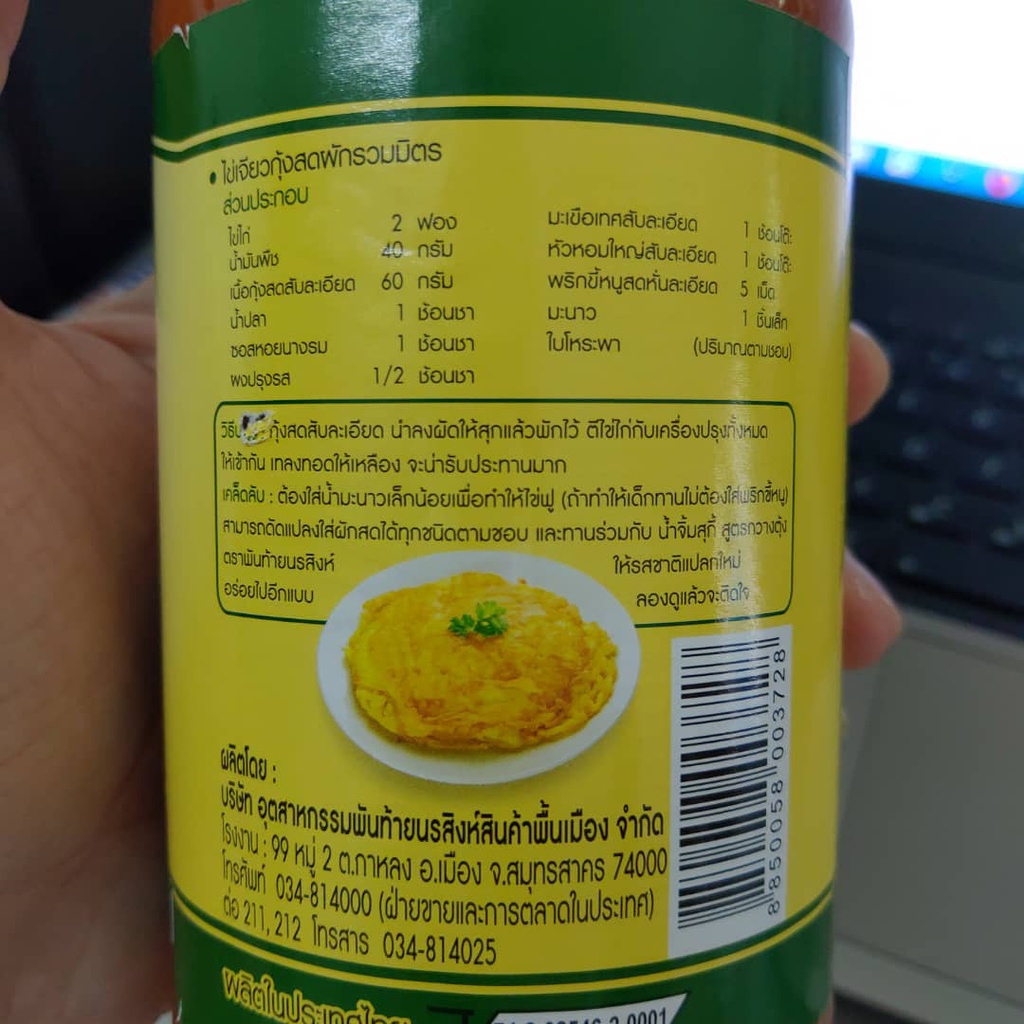 • ไข่เจียวกุ้งสดผักรวมมิตร
ส่วนประกอบ
ไข่ไก่ 2 ฟอง
น้ำมันพืช 40 กรัม
เนื้อกุ้งสดสับละเอียด 60 กรัม
น้ำปลา 1 ช้อนชา
ซอสหอยนางรม 1 ช้อนชา
ผงปรุงรส 1/2 ช้อนชา
มะเขือเทศสับละเอียด 1 ช้อนโต๊ะ
หัวหอมใหญ่สับละเอียด 1 ช้อนโต๊ะ
พริกขี้หนูสดหั่นละเอียด 5 เม็ด
มะนาว 1 ชิ้นเล็ก
ใบโหระพา (ปริมาณตามชอบ)
กุ้งสดสับละเอียด นำลงผัดให้สุกแล้วพักไว้ ตีไข่ไก่กับเครื่องปรุงทั้งหมด
ให้เข้ากัน เทลงทอดให้เหลือง จะน่ารับประทานมาก
เคล็ดลับ : ต้องใส่น้ำมะนาวเล็กน้อยเพื่อทำให้ไข่ฟู (ถ้าทำให้เด็กทานไม่ต้องใส่พริกขี้หนู)
สามารถดัดแปลงใส่ผักสดได้ทุกชนิดตามชอบ และทานร่วมกับ น้ำจิ้มสุกี้ สูตรกวางตุ้ง
ตราพันท้ายนรสิงห์ ให้รสชาติแปลกใหม่
อร่อยไปอีกแบบ ลองดูแล้วจะติดใจ
ผลิตโดย :
บริษัท อุตสาหกรรมพันท้ายนรสิงห์สินค้าพื้นเมือง จำกัด
โรงงาน : 99 หมู่ 2 ต.กาหลง อ.เมือง จ.สมุทรสาคร 74000
โทรศัพท์ 034-814000 (ฝ่ายขายและการตลาดในประเทศ)
ต่อ 211, 212 โทรสาร 034-814025
8 850058 003728
ผลิตในประเทศไทย